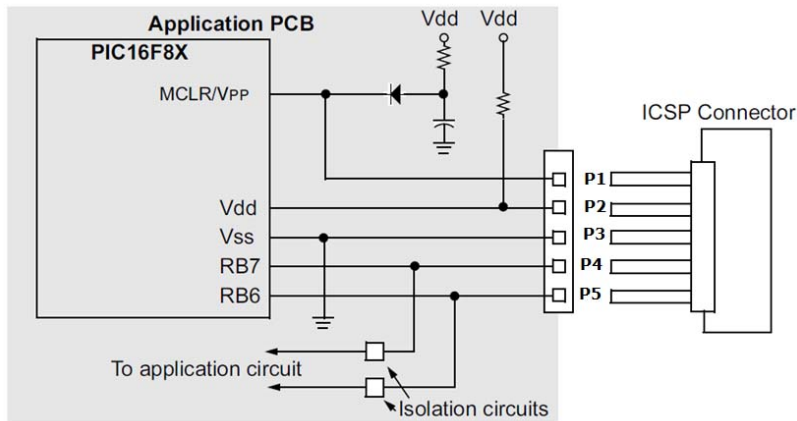 Application PCB
PIC16F8X
Vdd
Vdd
MCLR/VPP
ICSP Connector
P1
Vdd
P2
Vss
P3
RB7
P4
RB6
P5
To application circuit
Isolation circuits